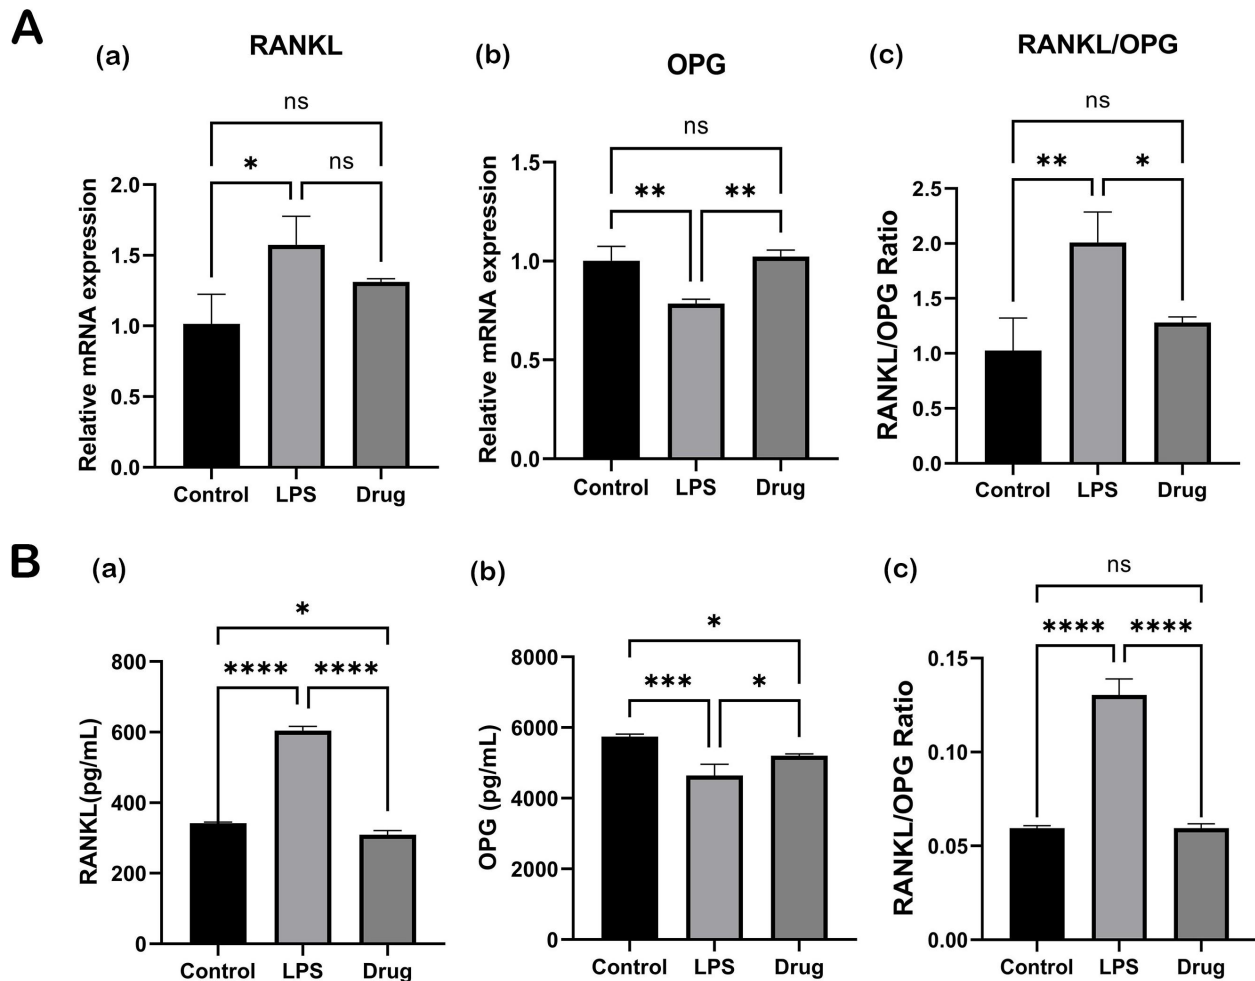 A
(a)
RANKL
ns
*
ns
Relative mRNA expression
2.0
1.5
1.0
0.5
0.0
Control
LPS
Drug
(b)
OPG
ns
**
**
Relative mRNA expression
1.5
1.0
0.5
0.0
Control
LPS
Drug
(c)
RANKL/OPG
ns
**
*
RANKL/OPG Ratio
2.5
2.0
1.5
1.0
0.5
0.0
Control
LPS
Drug
B
(a)
*
****
****
RANKL(pg/mL)
800
600
400
200
0
Control
LPS
Drug
(b)
*
***
*
OPG (pg/mL)
8000
6000
4000
2000
0
Control
LPS
Drug
(c)
ns
****
****
RANKL/OPG Ratio
0.15
0.10
0.05
0.00
Control
LPS
Drug